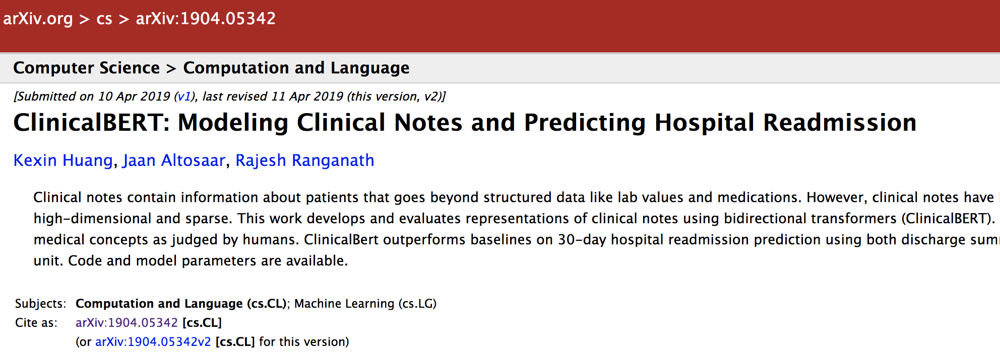 arXiv.org > cs > arXiv:1904.05342
Computer Science > Computation and Language
[Submitted on 10 Apr 2019 (v1), last revised 11 Apr 2019 (this version, v2)]
ClinicalBERT: Modeling Clinical Notes and Predicting Hospital Readmission
Kexin Huang, Jaan Altosaar, Rajesh Ranganath
Clinical notes contain information about patients that goes beyond structured data like lab values and medications. However, clinical notes have
high-dimensional and sparse. This work develops and evaluates representations of clinical notes using bidirectional transformers (ClinicalBERT).
medical concepts as judged by humans. ClinicalBert outperforms baselines on 30-day hospital readmission prediction using both discharge
unit. Code and model parameters are available.
Subjects: Computation and Language (cs.CL); Machine Learning (cs.LG)
Cite as: arXiv:1904.05342 [cs.CL]
(or arXiv:1904.05342v2 [cs.CL] for this version)